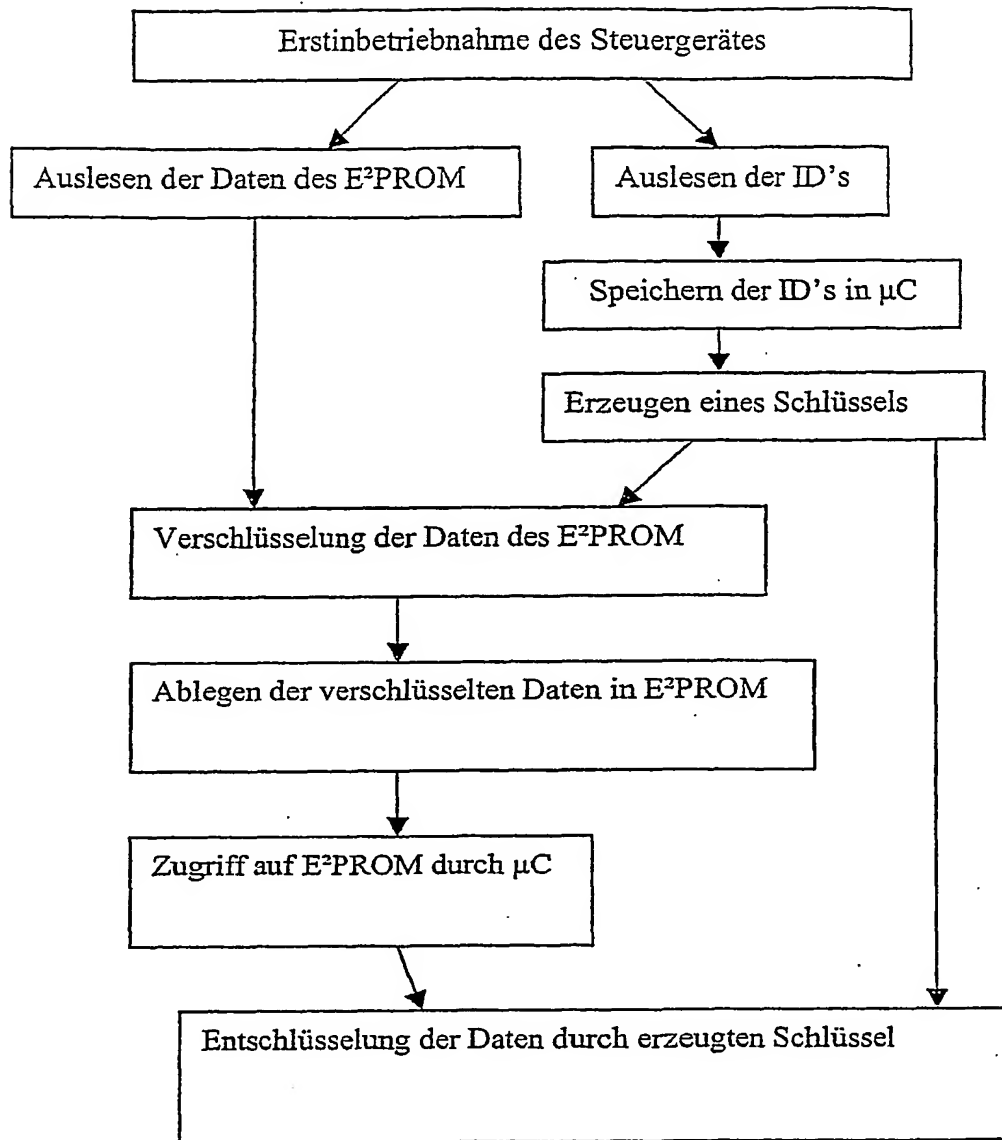 Erstinbetriebnahme des Steuergerätes
Auslesen der Daten des E²PROM
Auslesen der ID's
Speichern der ID's in µC
Erzeugen eines Schlüssels
Verschlüsselung der Daten des E²PROM
Ablegen der verschlüsselten Daten in E²PROM
Zugriff auf E²PROM durch µC
Entschlüsselung der Daten durch erzeugten Schlüssel